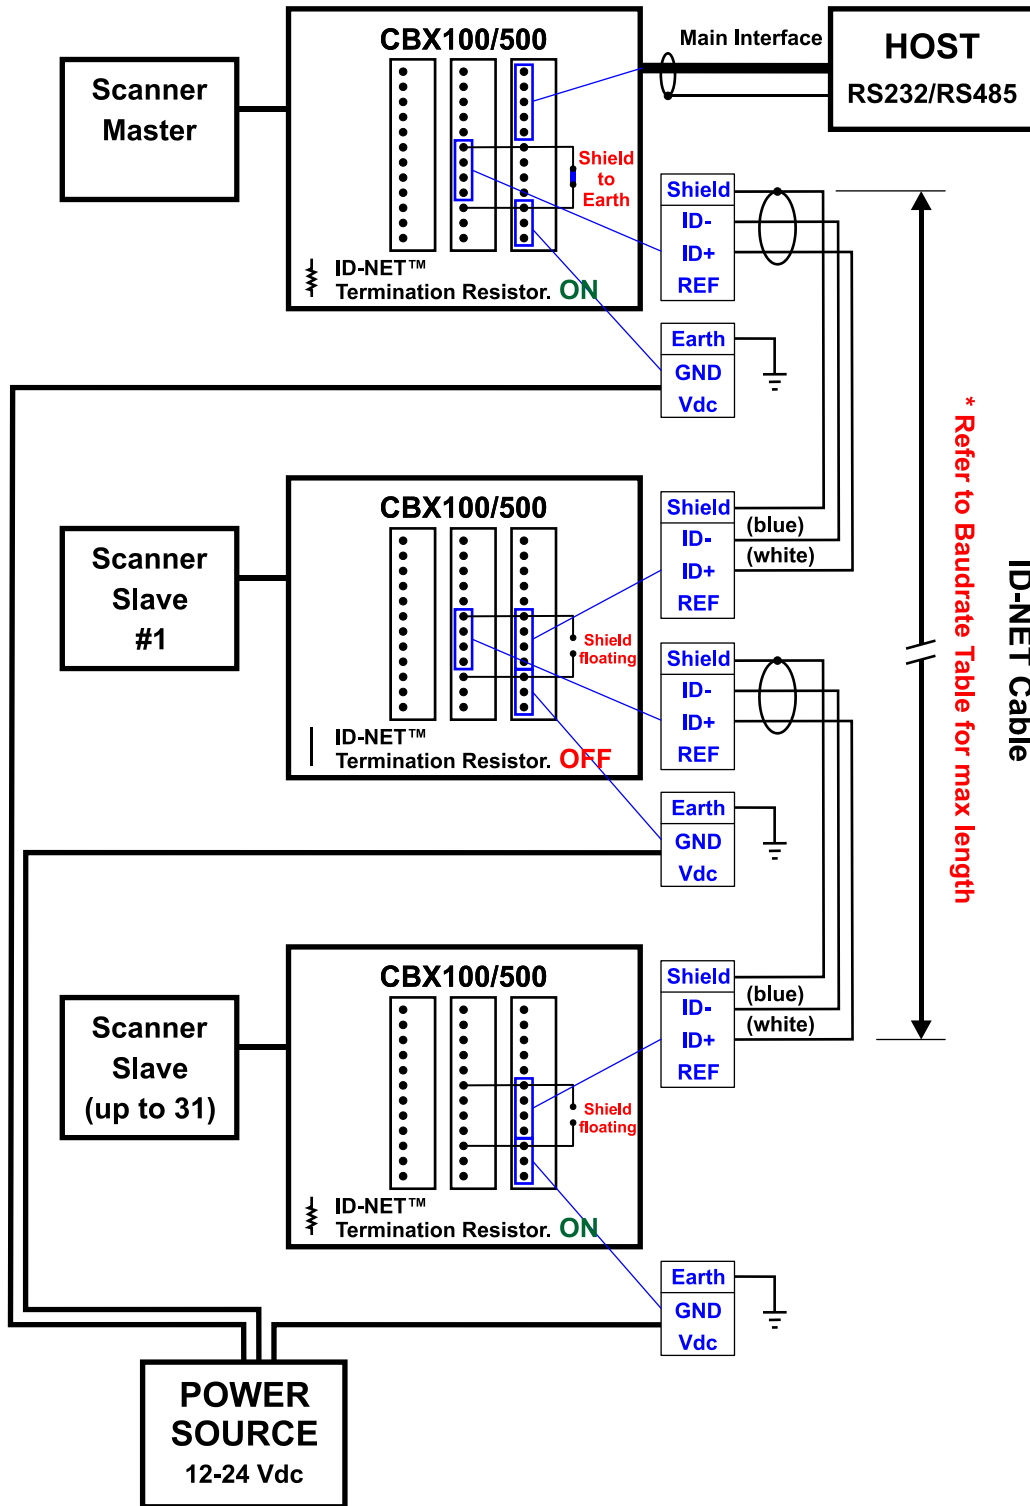 CBX100/500
Main Interface
HOST
RS232/RS485
Scanner
Master
Shield
to
Earth
ID-NET™
Termination Resistor. ON
Shield
ID-
ID+
REF
Earth
GND
Vdc
CBX100/500
Scanner
Slave
#1
Shield
floating
ID-NET™
Termination Resistor. OFF
Shield
(blue)
ID-
(white)
ID+
REF
Shield
ID-
ID+
REF
Earth
GND
Vdc
ID-NET Cable
* Refer to Baudrate Table for max length
CBX100/500
Scanner
Slave
(up to 31)
Shield
floating
ID-NET™
Termination Resistor. ON
Shield
(blue)
ID-
(white)
ID+
REF
Earth
GND
Vdc
POWER
SOURCE
12-24 Vdc